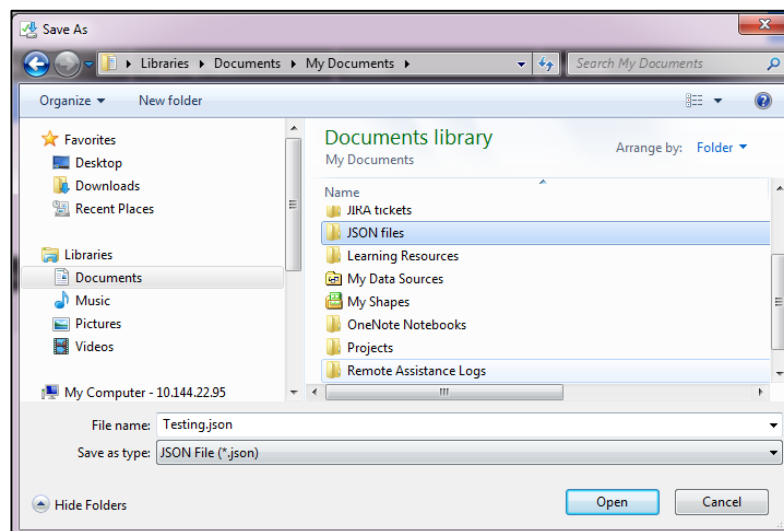 Save As
Libraries Documents My Documents
Search My Documents
Organize
New folder
Favorites
Desktop
Downloads
Recent Places
Libraries
Documents
Music
Pictures
Videos
My Computer - 10.144.22.95
Documents library
My Documents
Arrange by: Folder
Name
JIRA tickets
JSON files
Learning Resources
My Data Sources
My Shapes
OneNote Notebooks
Projects
Remote Assistance Logs
File name: Testing.json
Save as type: JSON File (*.json)
Hide Folders
Open
Cancel